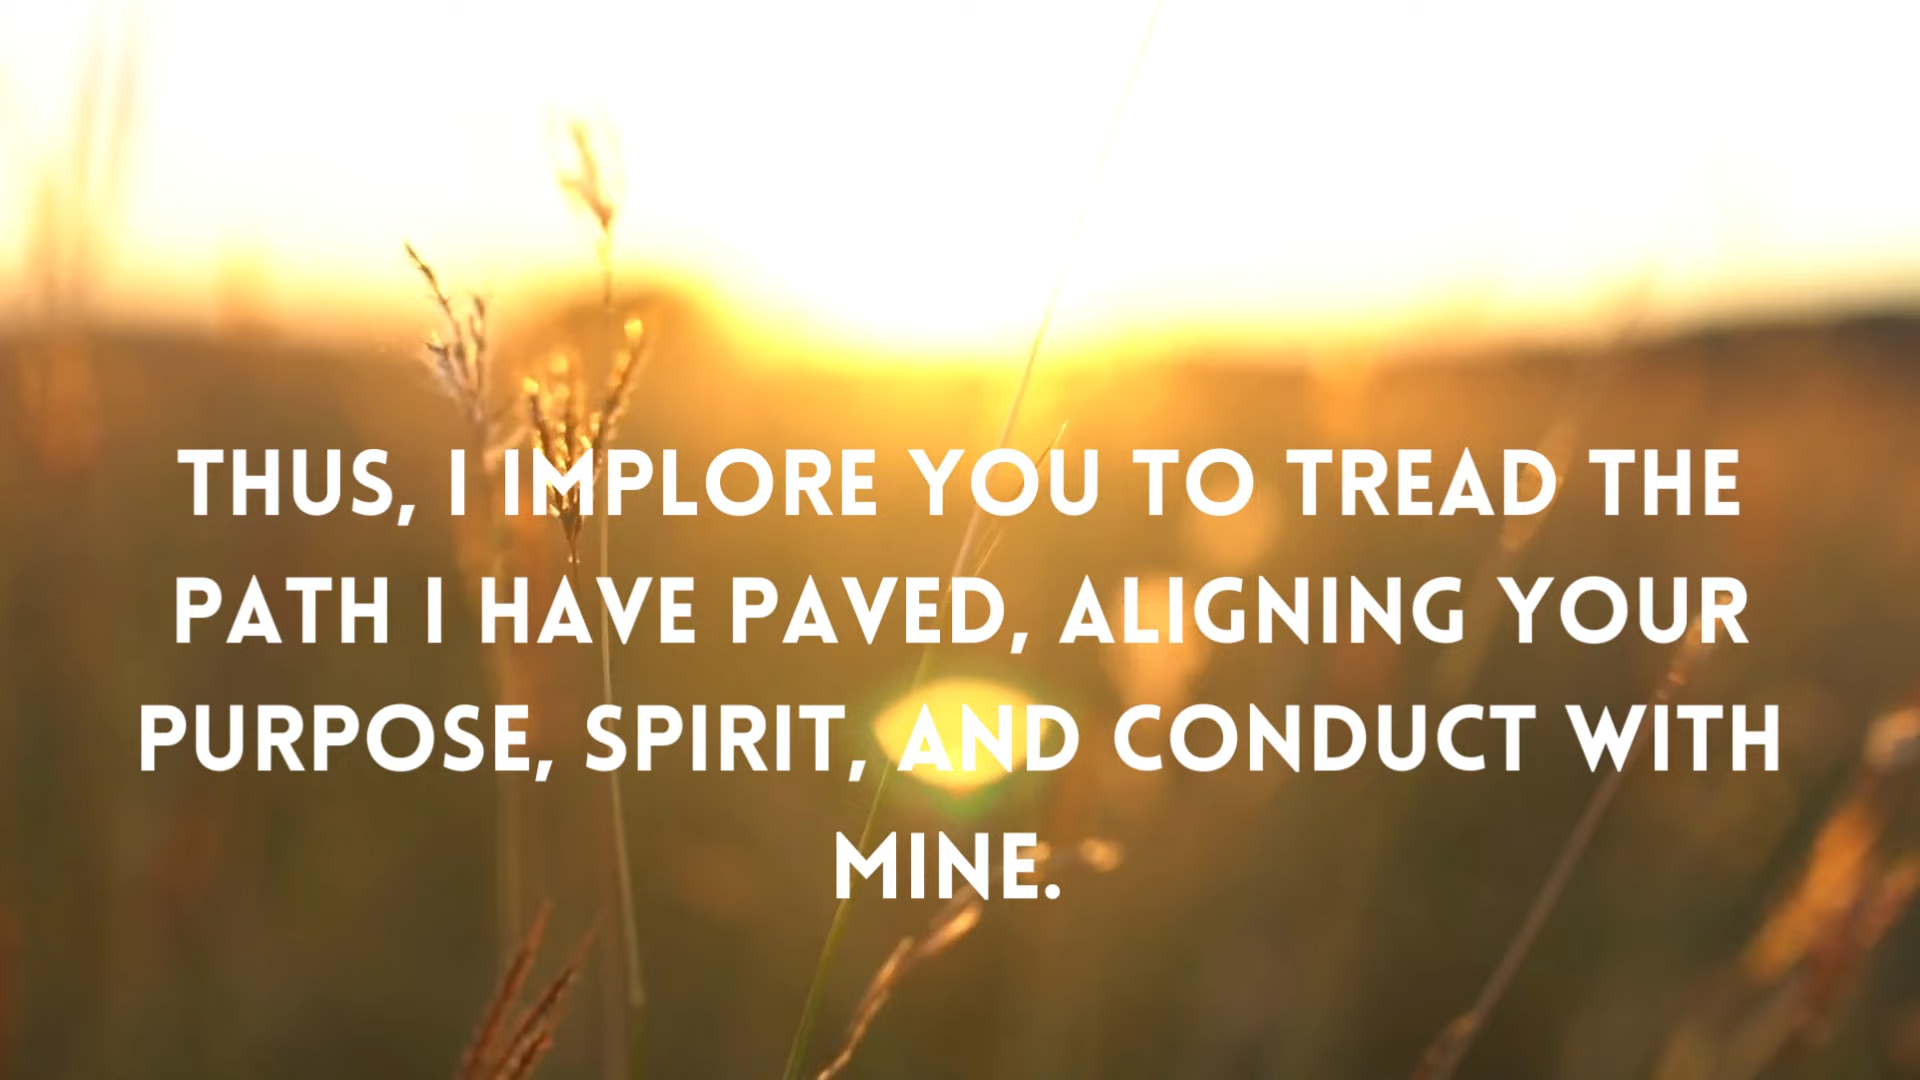 THUS, I IMPLORE YOU TO TREAD THE
PATH I HAVE PAVED, ALIGNING YOUR
PURPOSE, SPIRIT, AND CONDUCT WITH
MINE.